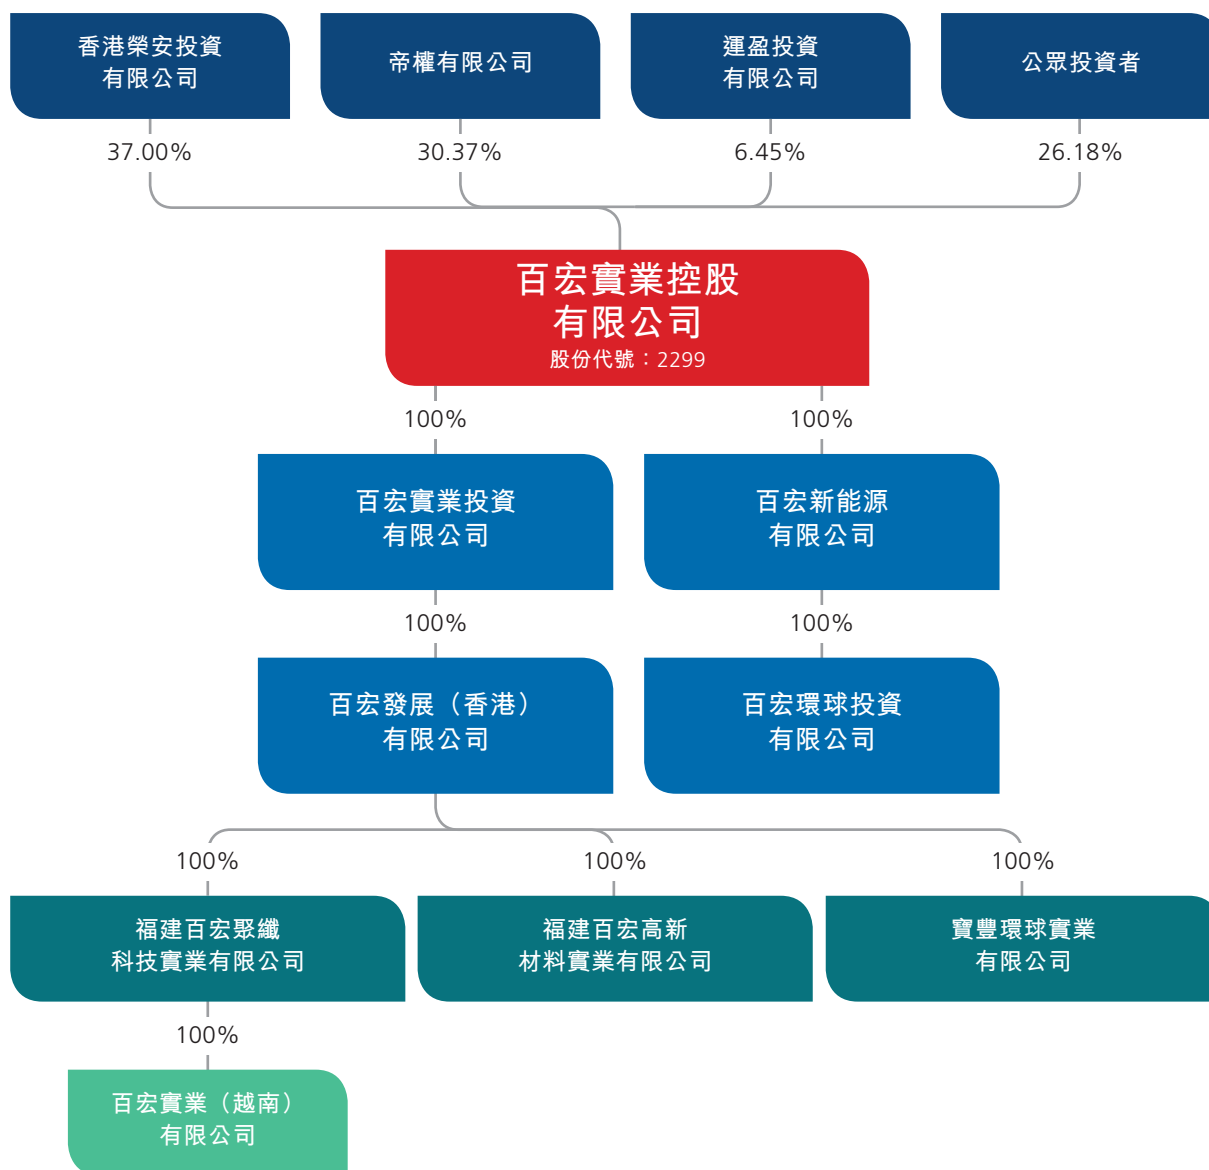 香港榮安投資
有限公司
帝權有限公司
運盈投資
有限公司
公眾投資者
37.00%
30.37%
6.45%
26.18%
百宏實業控股
有限公司
股份代號：2299
100%
100%
百宏實業投資
有限公司
百宏新能源
有限公司
100%
100%
百宏發展（香港）
有限公司
百宏環球投資
有限公司
100%
100%
100%
福建百宏聚纖
科技實業有限公司
福建百宏高新
材料實業有限公司
寶豐環球實業
有限公司
100%
百宏實業（越南）
有限公司